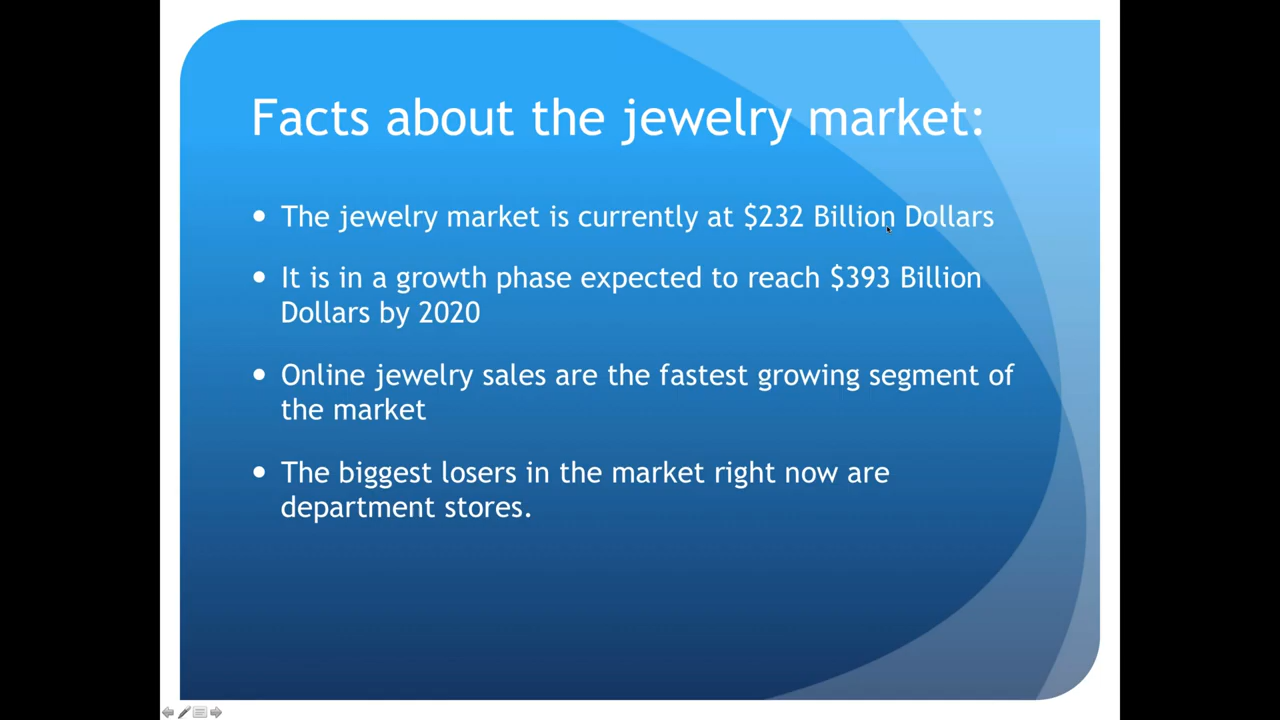 Facts about the jewelry market:
• The jewelry market is currently at $232 Billion Dollars
• It is in a growth phase expected to reach $393 Billion
Dollars by 2020
• Online jewelry sales are the fastest growing segment of
the market
• The biggest losers in the market right now are
department stores.